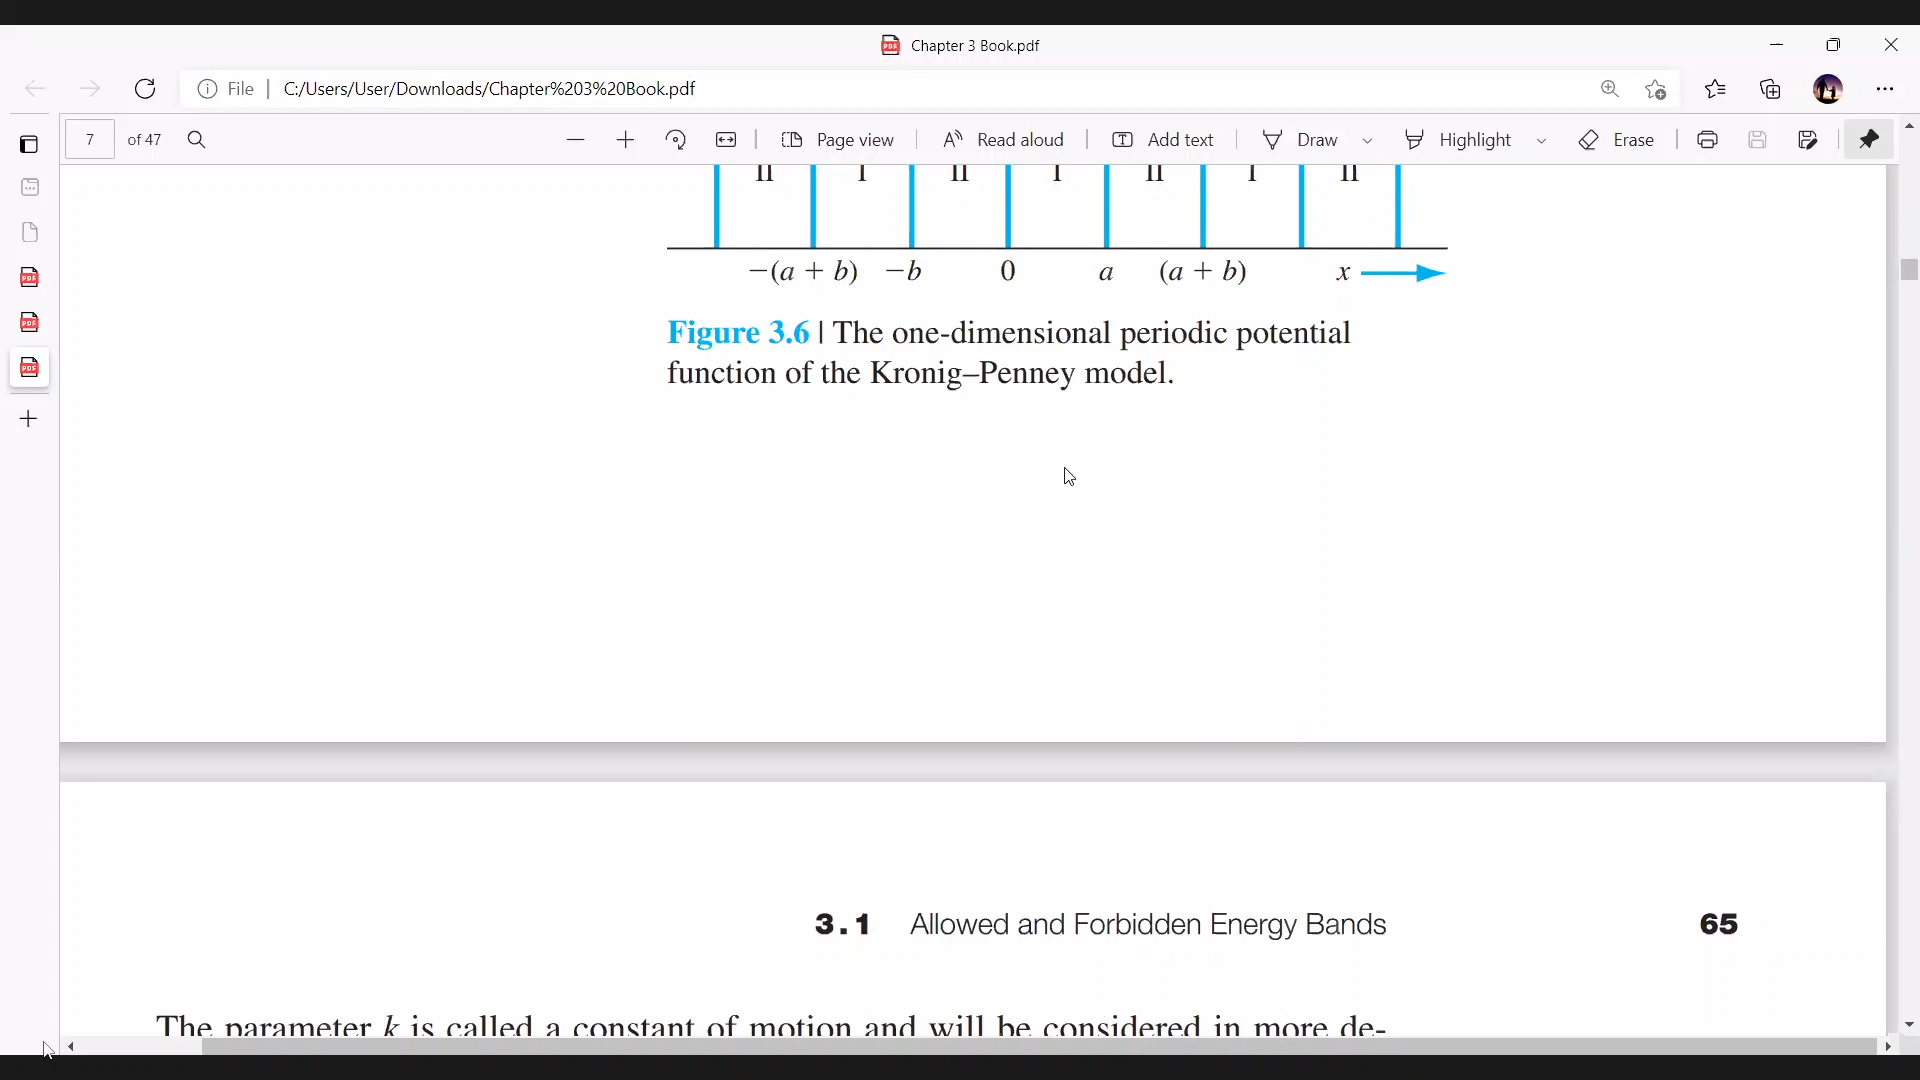 Chapter 3 Book.pdf
File | C:/Users/User/Downloads/Chapter%203%20Book.pdf
7 of 47 Page view Read aloud Add text Draw Highlight Erase
II I II I II I II
−(a + b) −b 0 a (a + b) x
Figure 3.6 | The one-dimensional periodic potential
function of the Kronig–Penney model.
3.1 Allowed and Forbidden Energy Bands 65
The parameter k is called a constant of motion and will be considered in more de-